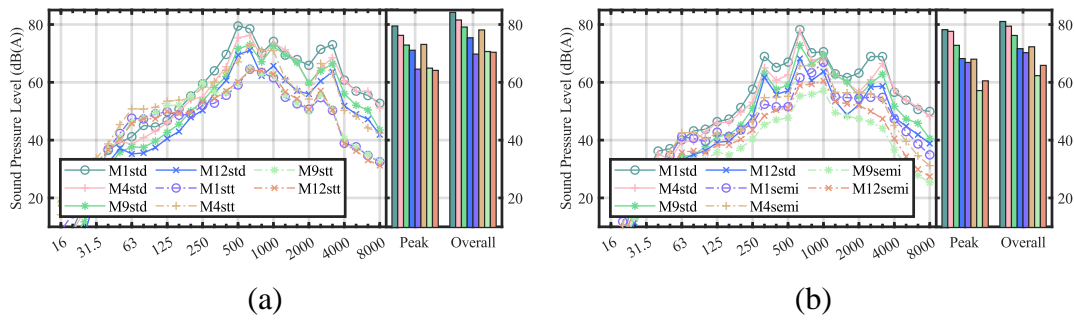 Sound Pressure Level (dB(A))
80
60
40
20
M1std
M4std
M9std
M12std
M1stt
M4stt
M9stt
M12stt
16
31.5
63
125
250
500
1000
2000
4000
8000
Peak
Overall
80
60
40
20
(a)
Sound Pressure Level (dB(A))
80
60
40
20
M1std
M4std
M9std
M12std
M1semi
M4semi
M9semi
M12semi
16
31.5
63
125
250
500
1000
2000
4000
8000
Peak
Overall
80
60
40
20
(b)